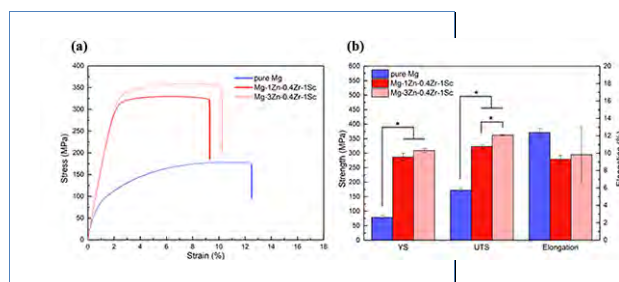 (a)
400
350
300
250
200
150
100
50
0
Stress (MPa)
0 2 4 6 8 10 12 14 16 18
Strain (%)
pure Mg
Mg-1Zn-0.4Zr-1Sc
Mg-3Zn-0.4Zr-1Sc
(b)
600
550
500
450
400
350
300
250
200
150
100
50
0
Strength (MPa)
pure Mg
Mg-1Zn-0.4Zr-1Sc
Mg-3Zn-0.4Zr-1Sc
*
*
*
YS UTS Elongation
20
18
16
14
12
10
8
6
4
2
0
Elongation (%)